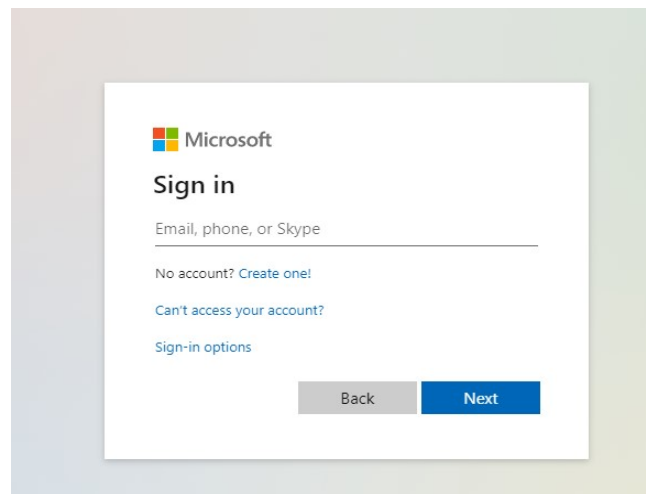 Microsoft
Sign in
Email, phone, or Skype
No account? Create one!
Can't access your account?
Sign-in options
Back Next